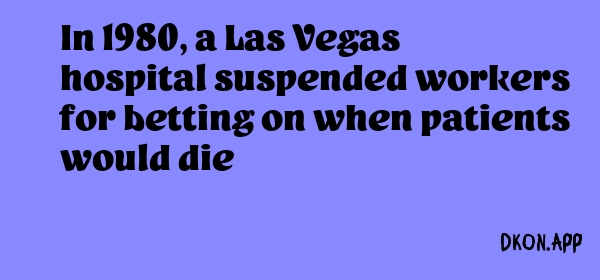 In 1980, a Las Vegas
hospital suspended workers
for betting on when patients
would die
DKON.APP